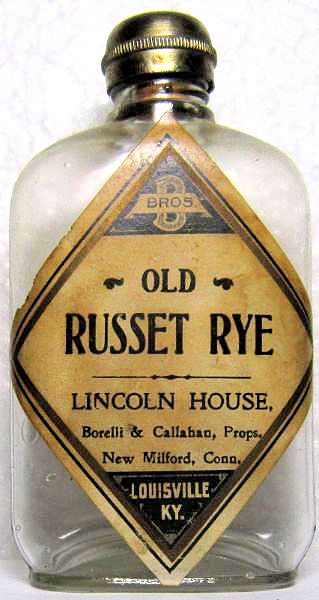 B
BROS
OLD
RUSSET RYE
LINCOLN HOUSE,
Borelli & Callahan, Props.
New Milford, Conn.
LOUISVILLE
KY.